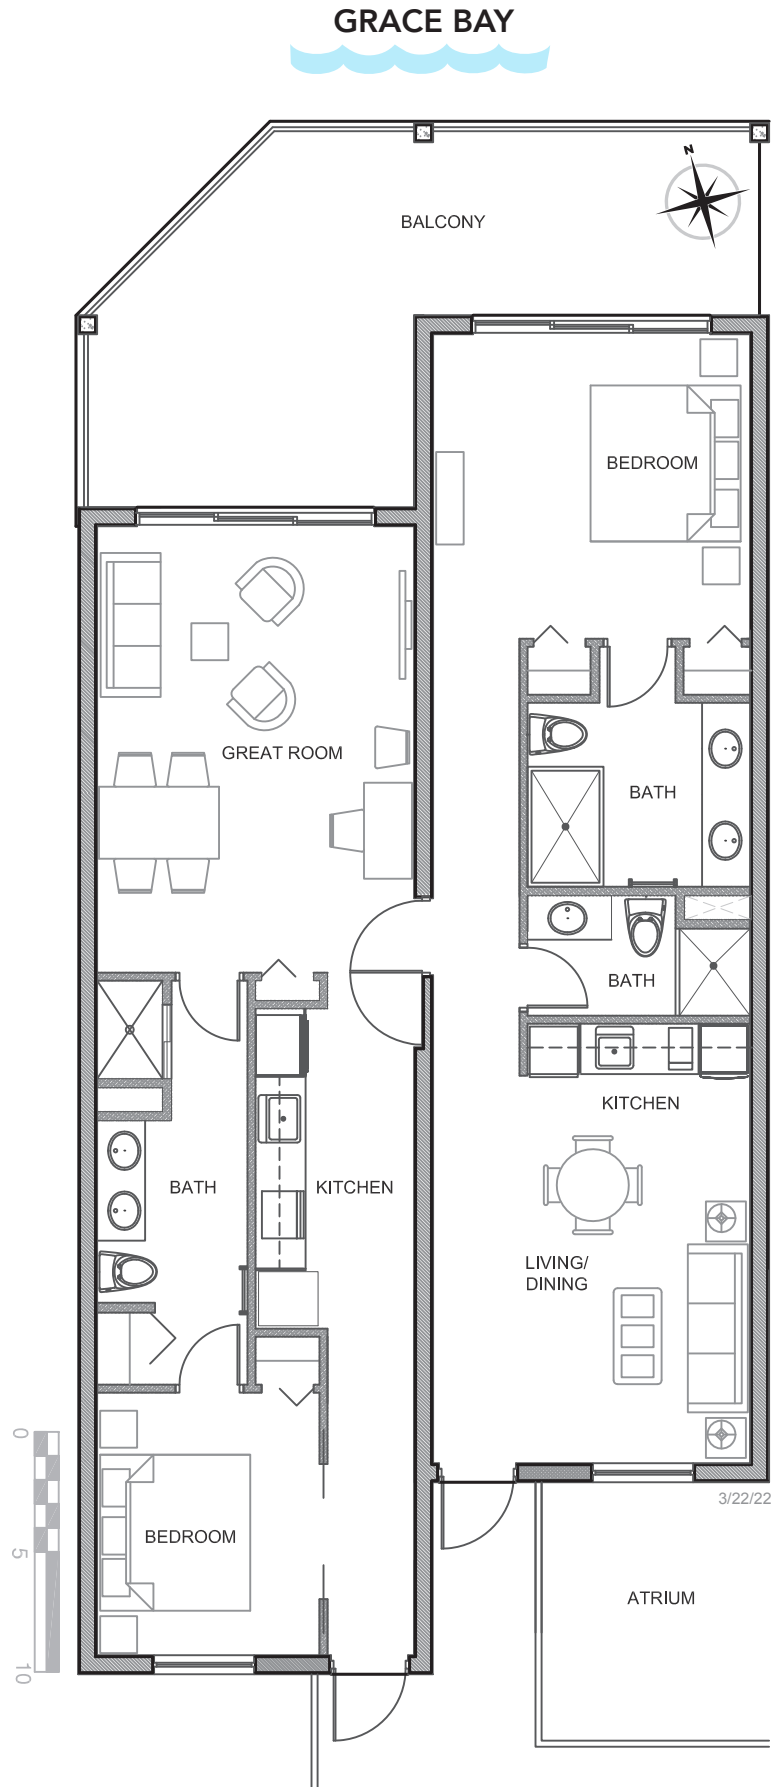 GRACE BAY
N
BALCONY
BEDROOM
GREAT ROOM
BATH
BATH
KITCHEN
BATH
KITCHEN
LIVING/
DINING
0
5
10
BEDROOM
3/22/22
ATRIUM